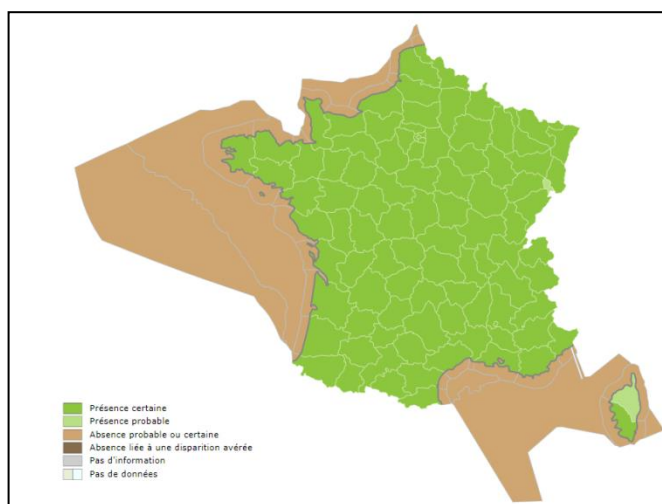 Présence certaine
Présence probable
Absence probable ou certaine
Absence liée à une disparition avérée
Pas d'information
Pas de données